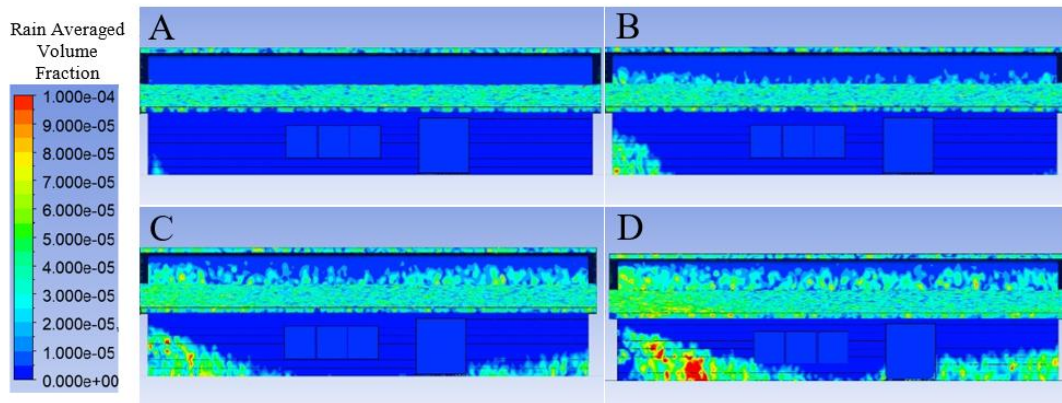 Rain Averaged
Volume
Fraction
1.000e-04
9.000e-05
8.000e-05
7.000e-05
6.000e-05
5.000e-05
4.000e-05
3.000e-05
2.000e-05
1.000e-05
0.000e+00
A
B
C
D